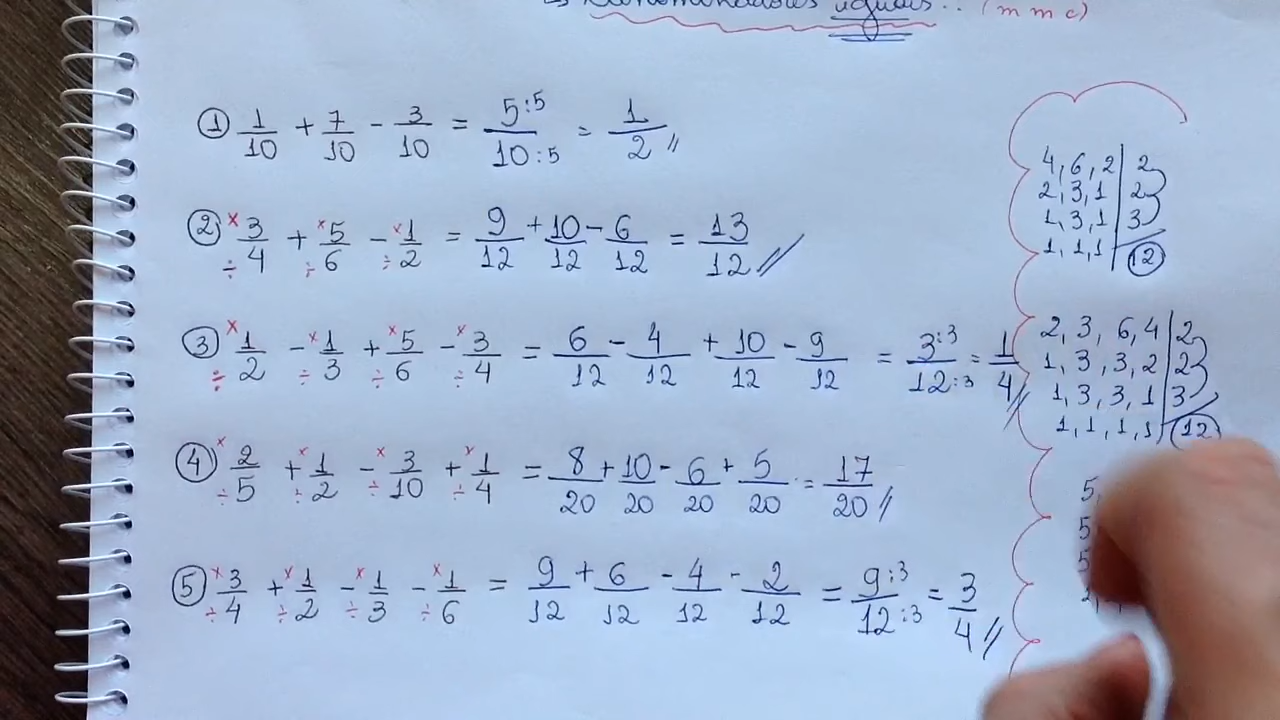 Denominadores iguais.. (m m c)
① 1/10 + 7/10 - 3/10 = 5:5/10:5 = 1/2 //
② × 3/÷ 4 + × 5/÷ 6 - × 1/÷ 2 = 9/12 + 10/12 - 6/12 = 13/12 //
③ × 1/÷ 2 - × 1/÷ 3 + × 5/÷ 6 - × 3/÷ 4 = 6/12 - 4/12 + 10/12 - 9/12 = 3:3/12:3 = 1/4 //
④ × 2/÷ 5 + × 1/÷ 2 - × 3/÷ 10 + × 1/÷ 4 = 8/20 + 10/20 - 6/20 + 5/20 = 17/20 //
⑤ × 3/÷ 4 + × 1/÷ 2 - × 1/÷ 3 - × 1/÷ 6 = 9/12 + 6/12 - 4/12 - 2/12 = 9:3/12:3 = 3/4 //
4, 6, 2 | 2
2, 3, 1 | 2
1, 3, 1 | 3
1, 1, 1 | 12
2, 3, 6, 4 | 2
1, 3, 3, 2 | 2
1, 3, 3, 1 | 3
1, 1, 1, 1 | 12
5,
5
5